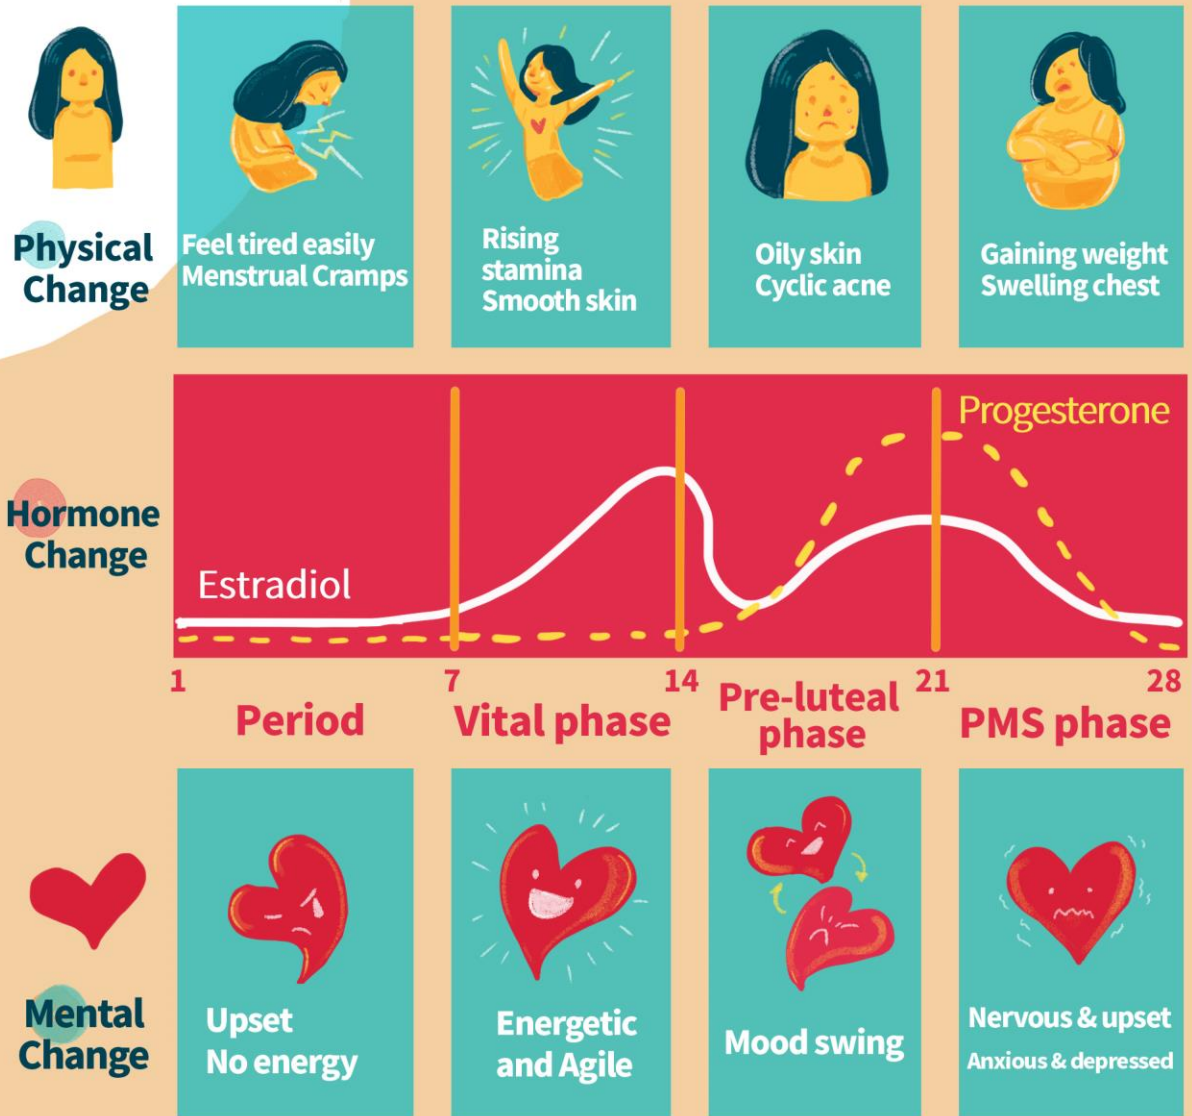 Physical
Change
Feel tired easily
Menstrual Cramps
Rising
stamina
Smooth skin
Oily skin
Cyclic acne
Gaining weight
Swelling chest
Hormone
Change
Progesterone
Estradiol
1
7
14
21
28
Period
Vital phase
Pre-luteal
phase
PMS phase
Mental
Change
Upset
No energy
Energetic
and Agile
Mood swing
Nervous & upset
Anxious & depressed